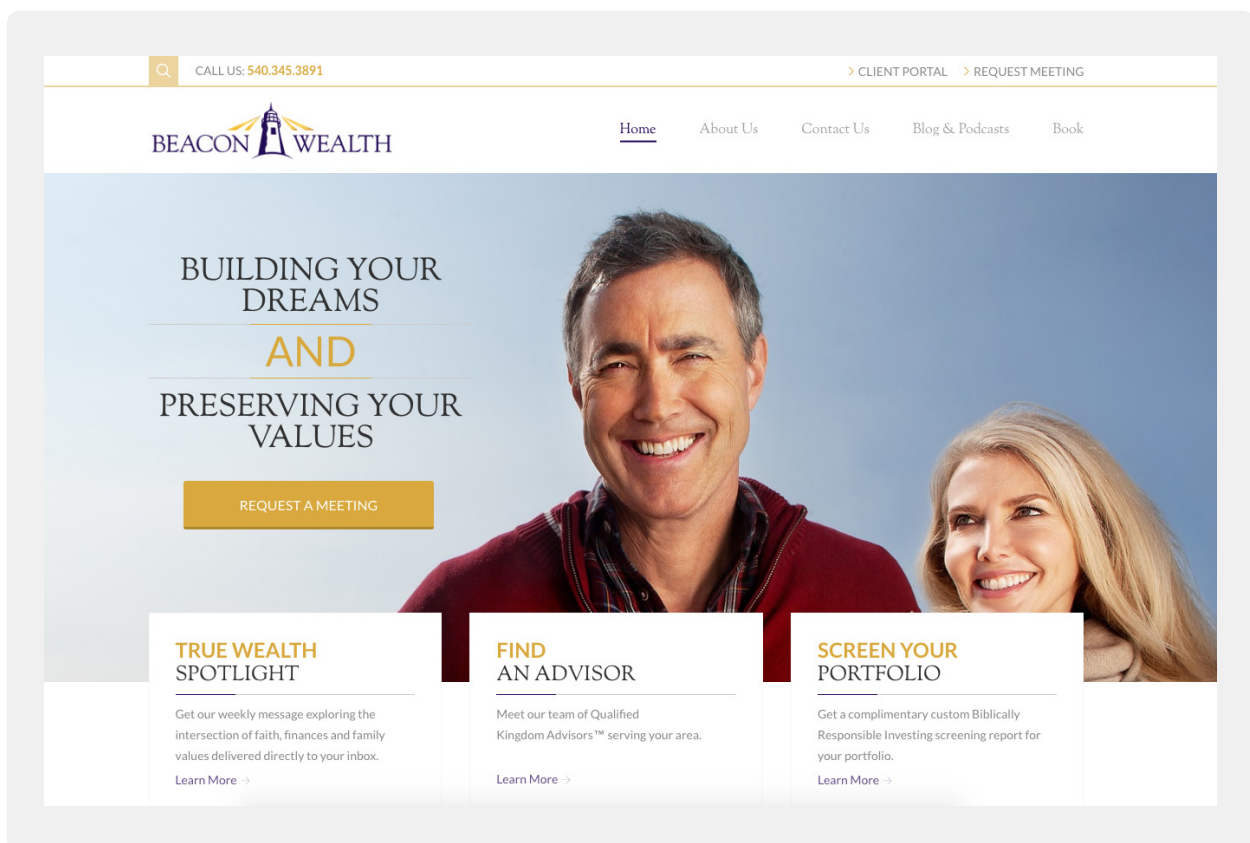 CALL US: 540.345.3891
CLIENT PORTAL
REQUEST MEETING
BEACON WEALTH
Home
About Us
Contact Us
Blog & Podcasts
Book
BUILDING YOUR
DREAMS
AND
PRESERVING YOUR
VALUES
REQUEST A MEETING
TRUE WEALTH
SPOTLIGHT
Get our weekly message exploring the
intersection of faith, finances and family
values delivered directly to your inbox.
Learn More
FIND
AN ADVISOR
Meet our team of Qualified
Kingdom Advisors™ serving your area.
Learn More
SCREEN YOUR
PORTFOLIO
Get a complimentary custom Biblically
Responsible Investing screening report for
your portfolio.
Learn More